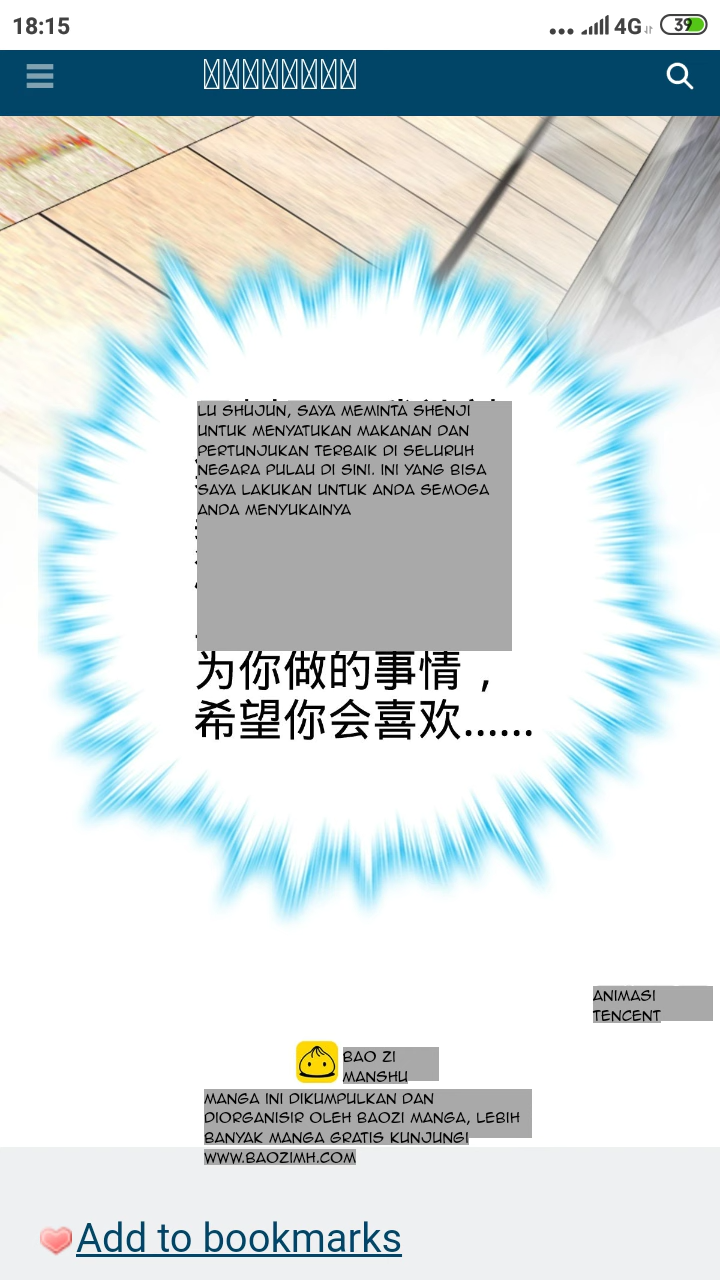 18:15
4G
39
LU SHUJUN, SAYA MEMINTA SHENJI
UNTUK MENYATUKAN MAKANAN DAN
PERTUNJUKAN TERBAIK DI SELURUH
NEGARA PULAU DI SINI. INI YANG BISA
SAYA LAKUKAN UNTUK ANDA SEMOGA
ANDA MENYUKAINYA
为你做的事情，
希望你会喜欢……
ANIMASI
TENCENT
BAO ZI
MANSHU
MANGA INI DIKUMPULKAN DAN
DIORGANISIR OLEH BAOZI MANGA, LEBIH
BANYAK MANGA GRATIS KUNJUNGI
WWW.BAOZIMH.COM
Add to bookmarks